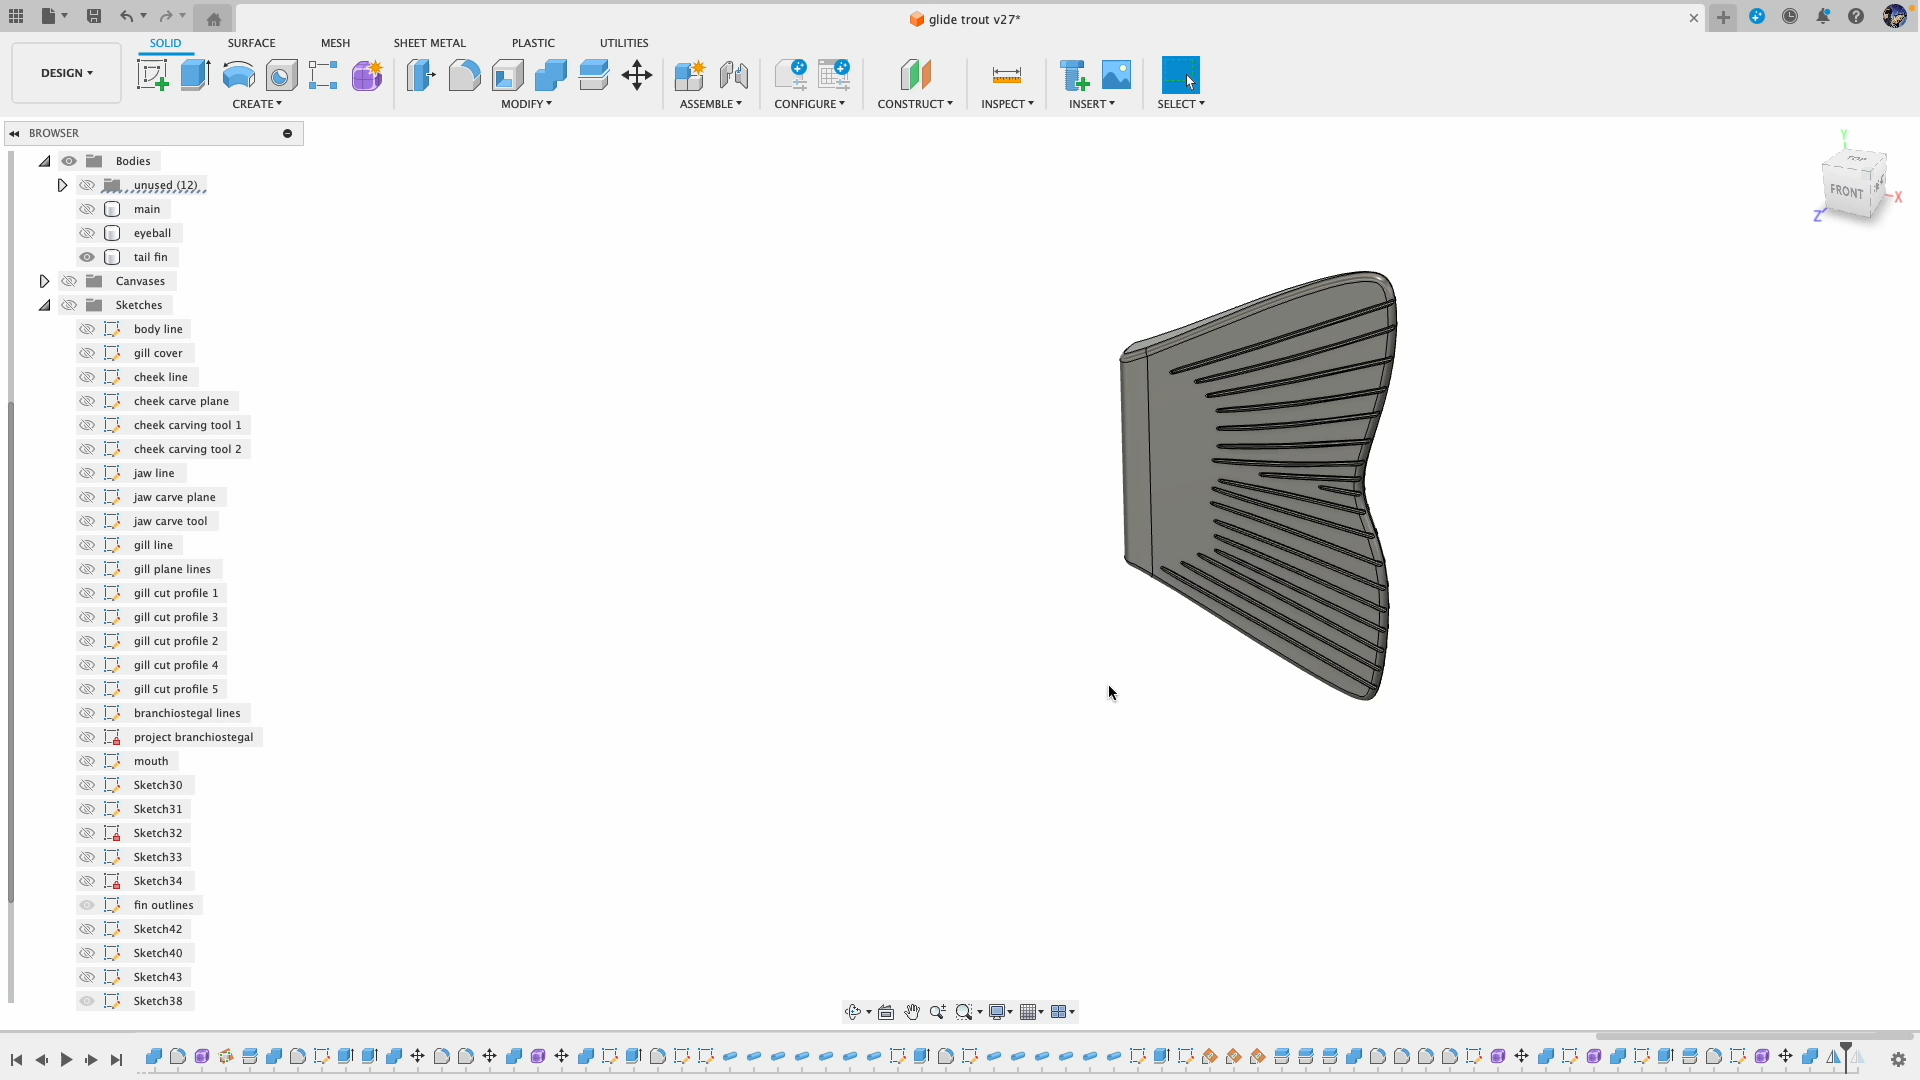 glide trout v27*
SOLID
SURFACE
MESH
SHEET METAL
PLASTIC
UTILITIES
DESIGN
CREATE
MODIFY
ASSEMBLE
CONFIGURE
CONSTRUCT
INSPECT
INSERT
SELECT
BROWSER
Bodies
unused (12)
main
eyeball
tail fin
Canvases
Sketches
body line
gill cover
cheek line
cheek carve plane
cheek carving tool 1
cheek carving tool 2
jaw line
jaw carve plane
jaw carve tool
gill line
gill plane lines
gill cut profile 1
gill cut profile 3
gill cut profile 2
gill cut profile 4
gill cut profile 5
branchiostegal lines
project branchiostegal
mouth
Sketch30
Sketch31
Sketch32
Sketch33
Sketch34
fin outlines
Sketch42
Sketch40
Sketch43
Sketch38
Y
TOP
FRONT
X
Z